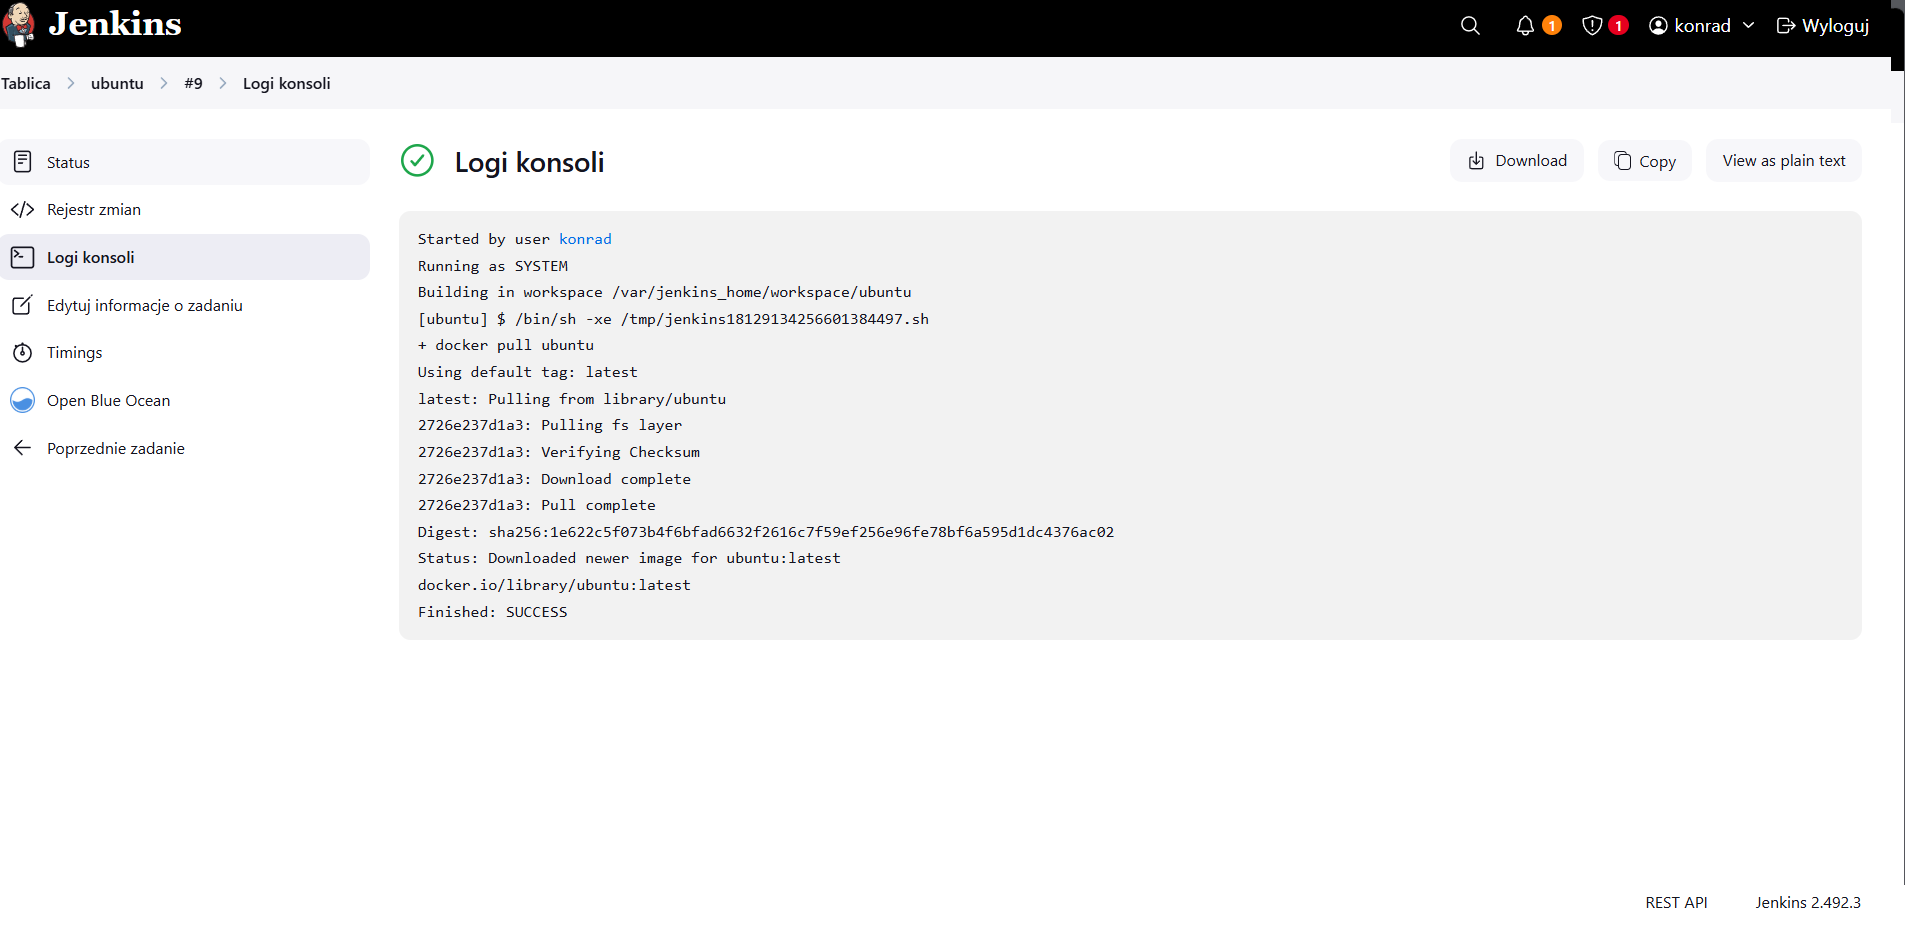 Jenkins
1
1
konrad
Wyloguj
Tablica > ubuntu > #9 > Logi konsoli
Status
Rejestr zmian
Logi konsoli
Edytuj informacje o zadaniu
Timings
Open Blue Ocean
Poprzednie zadanie
Logi konsoli
Download
Copy
View as plain text
Started by user konrad
Running as SYSTEM
Building in workspace /var/jenkins_home/workspace/ubuntu
[ubuntu] $ /bin/sh -xe /tmp/jenkins18129134256601384497.sh
+ docker pull ubuntu
Using default tag: latest
latest: Pulling from library/ubuntu
2726e237d1a3: Pulling fs layer
2726e237d1a3: Verifying Checksum
2726e237d1a3: Download complete
2726e237d1a3: Pull complete
Digest: sha256:1e622c5f073b4f6bfad6632f2616c7f59ef256e96fe78bf6a595d1dc4376ac02
Status: Downloaded newer image for ubuntu:latest
docker.io/library/ubuntu:latest
Finished: SUCCESS
REST API
Jenkins 2.492.3